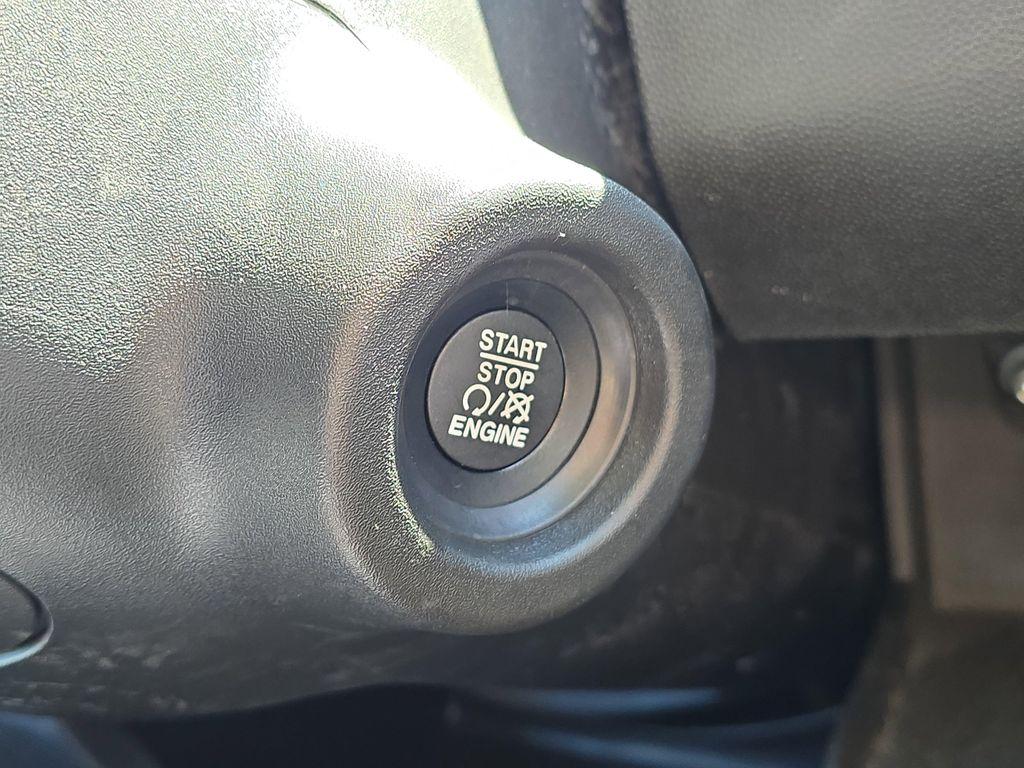 START
STOP
/
ENGINE